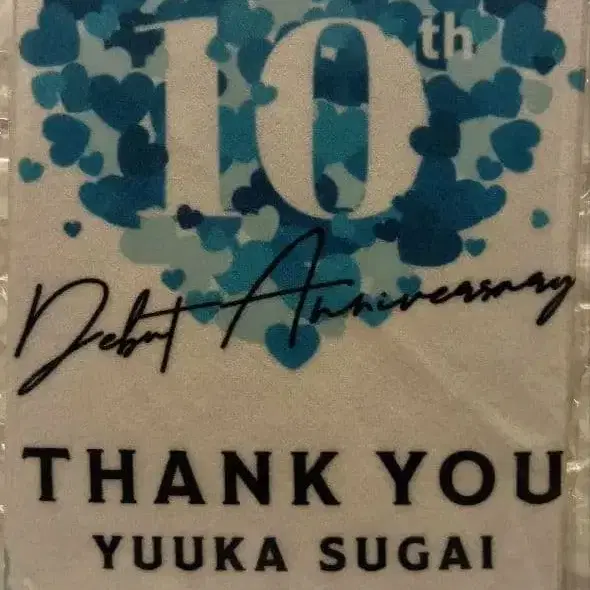 10th
Debut Anniversary
THANK YOU
YUUKA SUGAI